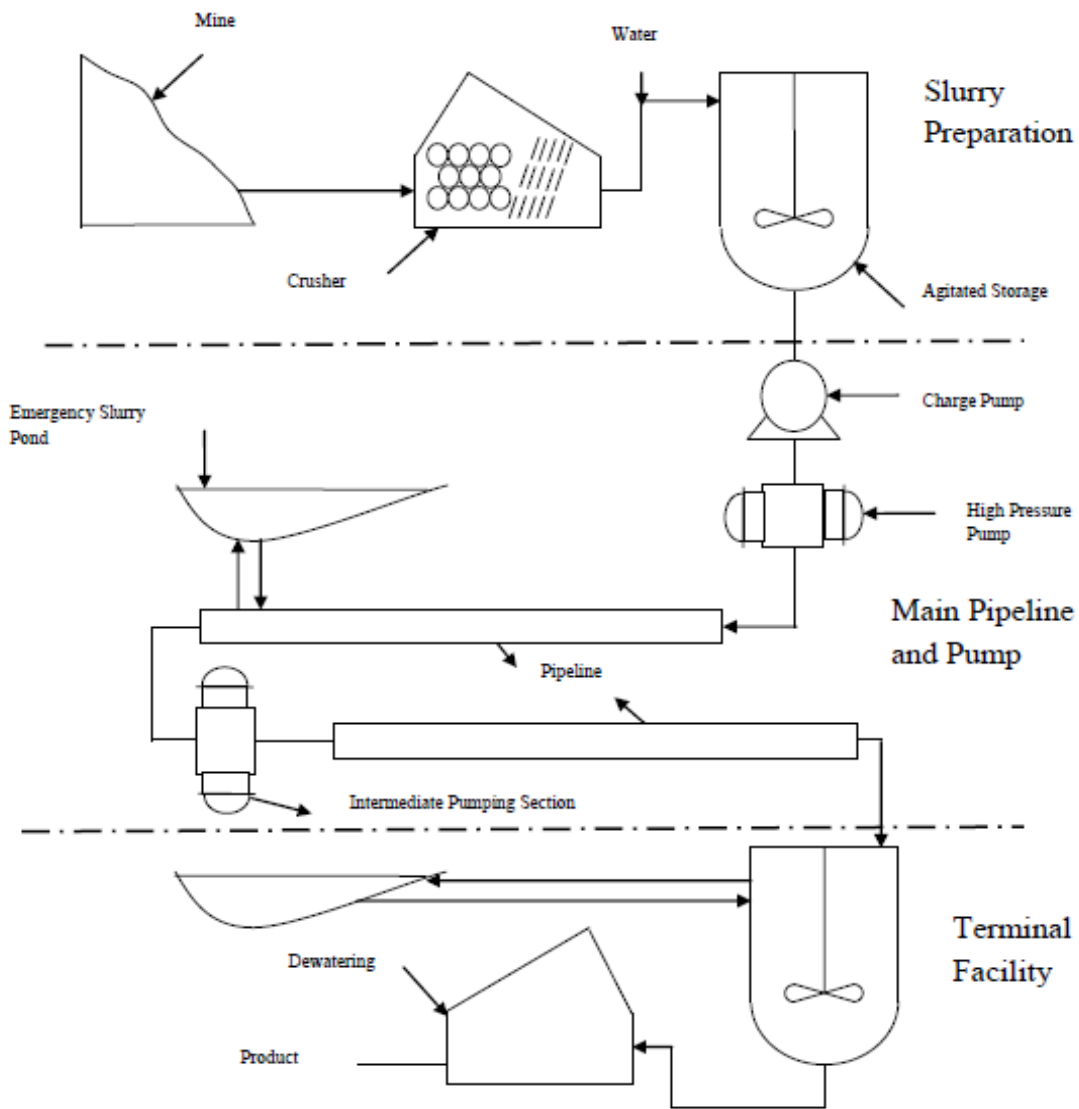 Mine
Water
Slurry
Preparation
Crusher
Agitated Storage
Emergency Slurry
Pond
Charge Pump
High Pressure
Pump
Main Pipeline
and Pump
Pipeline
Intermediate Pumping Section
Terminal
Facility
Dewatering
Product